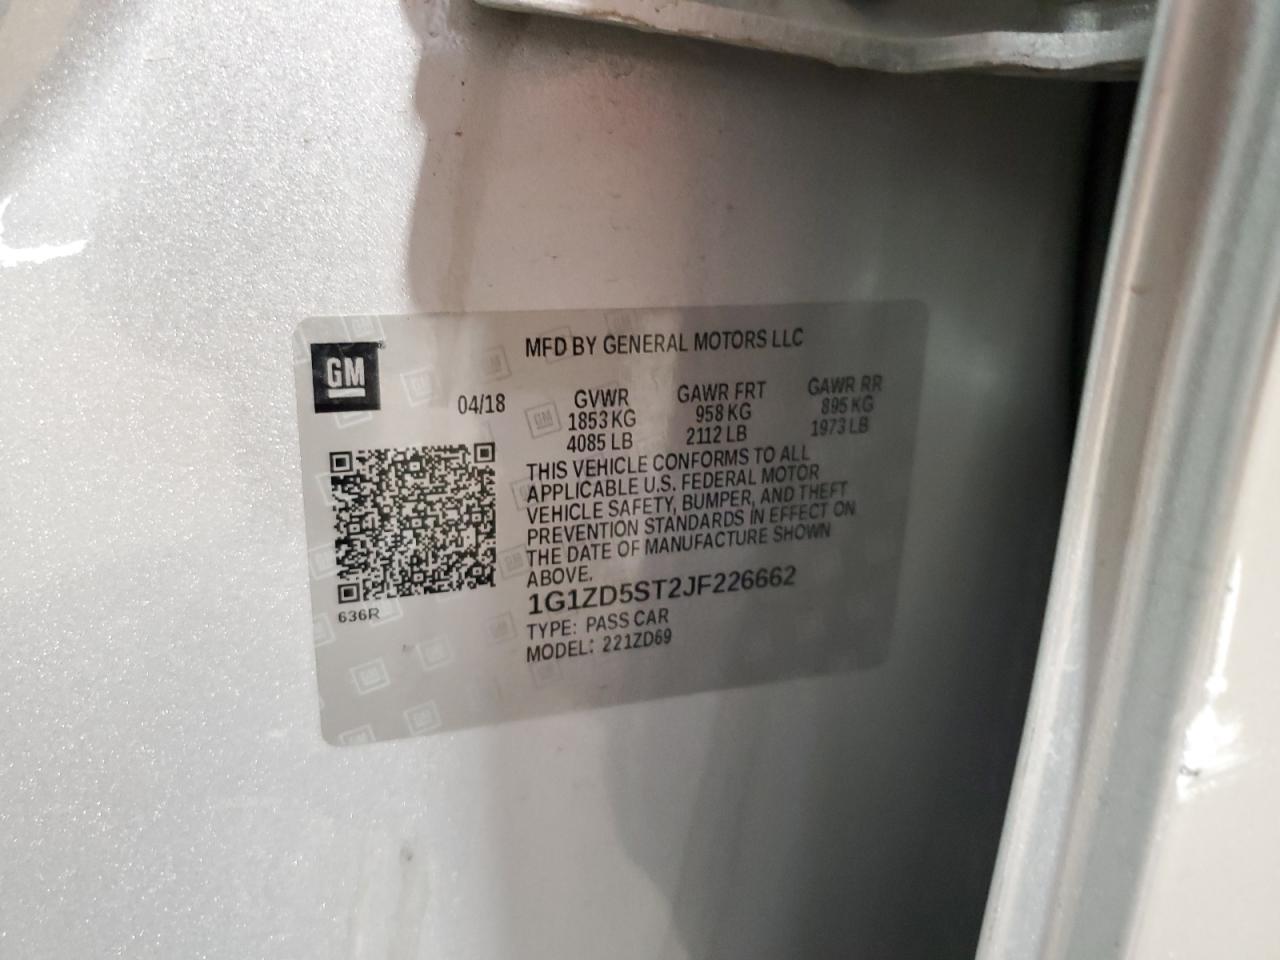 MFD BY GENERAL MOTORS LLC
GM
04/18
GVWR GAWR FRT GAWR RR
1853 KG 958 KG 895 KG
4085 LB 2112 LB 1973 LB
THIS VEHICLE CONFORMS TO ALL
APPLICABLE U.S. FEDERAL MOTOR
VEHICLE SAFETY, BUMPER, AND THEFT
PREVENTION STANDARDS IN EFFECT ON
THE DATE OF MANUFACTURE SHOWN
ABOVE.
1G1ZD5ST2JF226662
636R
TYPE: PASS CAR
MODEL: 221ZD69